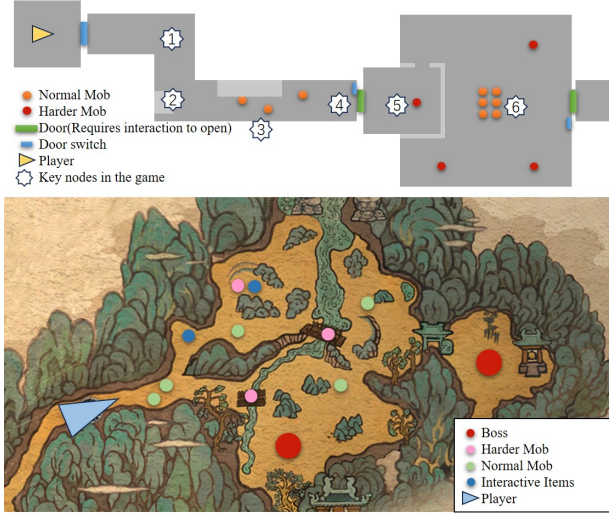 1
2
3
4
5
6
Normal Mob
Harder Mob
Door(Requires interaction to open)
Door switch
Player
Key nodes in the game
Boss
Harder Mob
Normal Mob
Interactive Items
Player